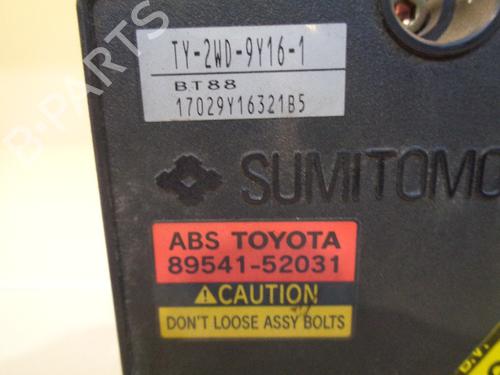 TY-2WD-9Y16-1
BT88
17029Y16321B5
SUMITOMO
ABS TOYOTA
89541-52031
CAUTION
DON'T LOOSE ASSY BOLTS
B-PARTS